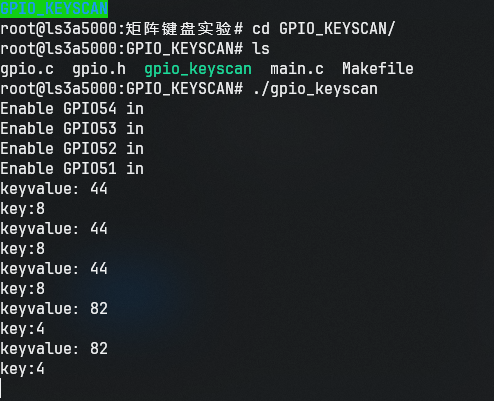 GPIO_KEYSCAN
root@ls3a5000:矩阵键盘实验# cd GPIO_KEYSCAN/
root@ls3a5000:GPIO_KEYSCAN# ls
gpio.c  gpio.h  gpio_keyscan  main.c  Makefile
root@ls3a5000:GPIO_KEYSCAN# ./gpio_keyscan
Enable GPIO54 in
Enable GPIO53 in
Enable GPIO52 in
Enable GPIO51 in
keyvalue: 44
key:8
keyvalue: 44
key:8
keyvalue: 44
key:8
keyvalue: 82
key:4
keyvalue: 82
key:4